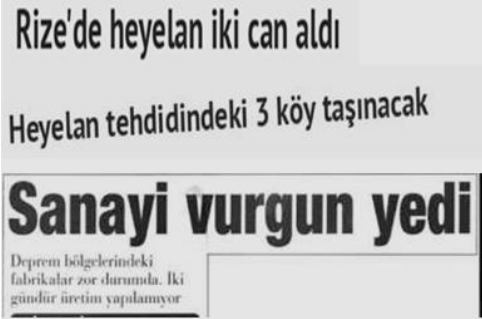 Rize'de heyelan iki can aldı
Heyelan tehdidindeki 3 köy taşınacak
Sanayi vurgun yedi
Deprem bölgelerindeki
fabrikalar zor durumda. İki
gündür üretim yapılamıyor